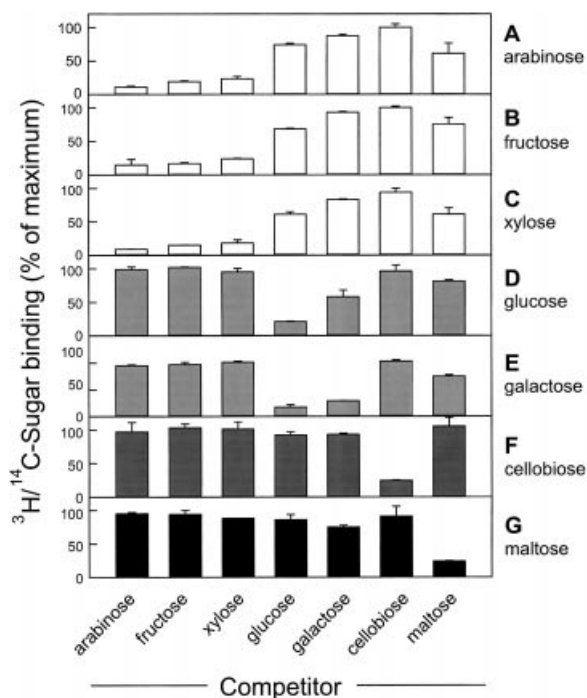 ³H/¹⁴C-Sugar binding (% of maximum)
100
50
0
A
arabinose
100
50
0
B
fructose
100
50
0
C
xylose
100
50
0
D
glucose
100
50
0
E
galactose
100
50
0
F
cellobiose
100
50
0
G
maltose
arabinose
fructose
xylose
glucose
galactose
cellobiose
maltose
Competitor